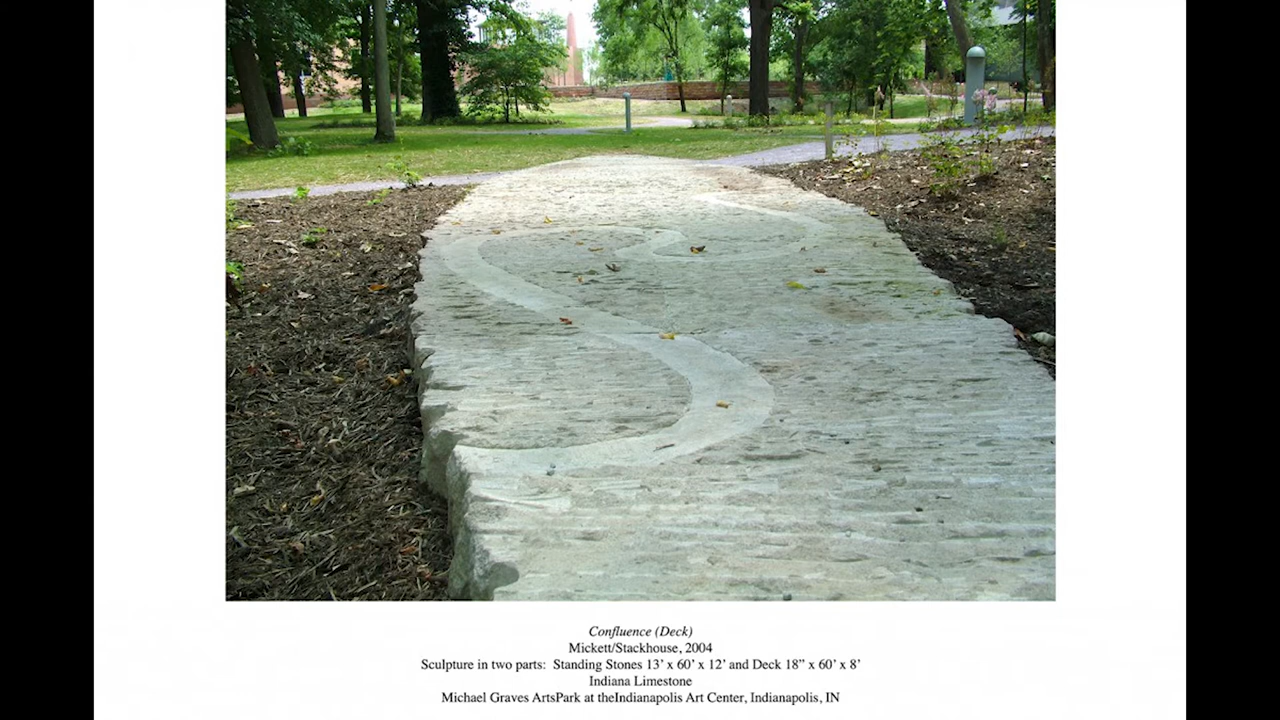 Confluence (Deck)
Mickett/Stackhouse, 2004
Sculpture in two parts:  Standing Stones 13’ x 60’ x 12’ and Deck 18” x 60’ x 8’
Indiana Limestone
Michael Graves ArtsPark at theIndianapolis Art Center, Indianapolis, IN